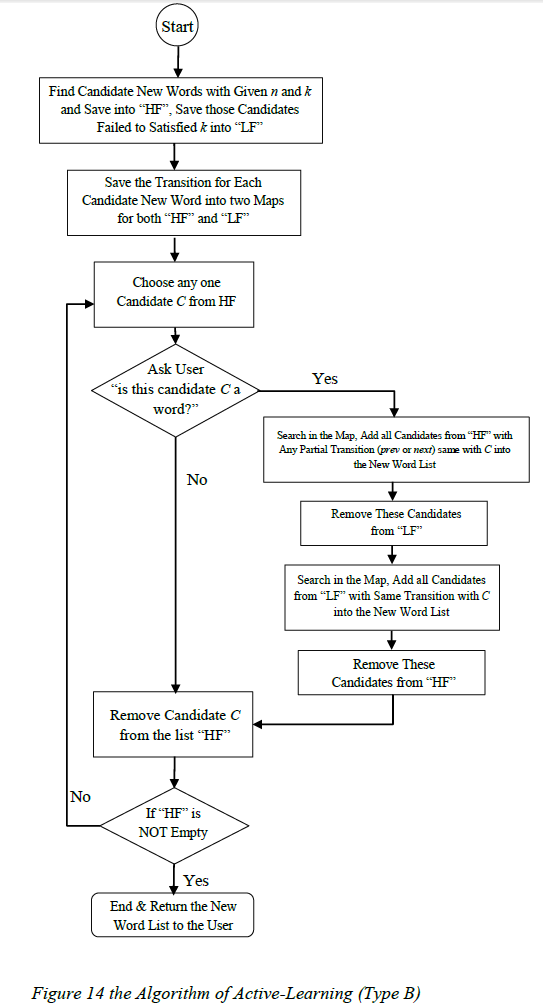 Start
Find Candidate New Words with Given n and k
and Save into “HF”, Save those Candidates
Failed to Satisfied k into “LF”
Save the Transition for Each
Candidate New Word into two Maps
for both “HF” and “LF”
Choose any one
Candidate C from HF
Ask User
“is this candidate C a
word?”
Yes
Search in the Map, Add all Candidates from “HF” with
Any Partial Transition (prev or next) same with C into
the New Word List
No
Remove These Candidates
from “LF”
Search in the Map, Add all Candidates
from “LF” with Same Transition with C
into the New Word List
Remove These
Candidates from “HF”
Remove Candidate C
from the list “HF”
No
If “HF” is
NOT Empty
Yes
End & Return the New
Word List to the User
Figure 14 the Algorithm of Active-Learning (Type B)